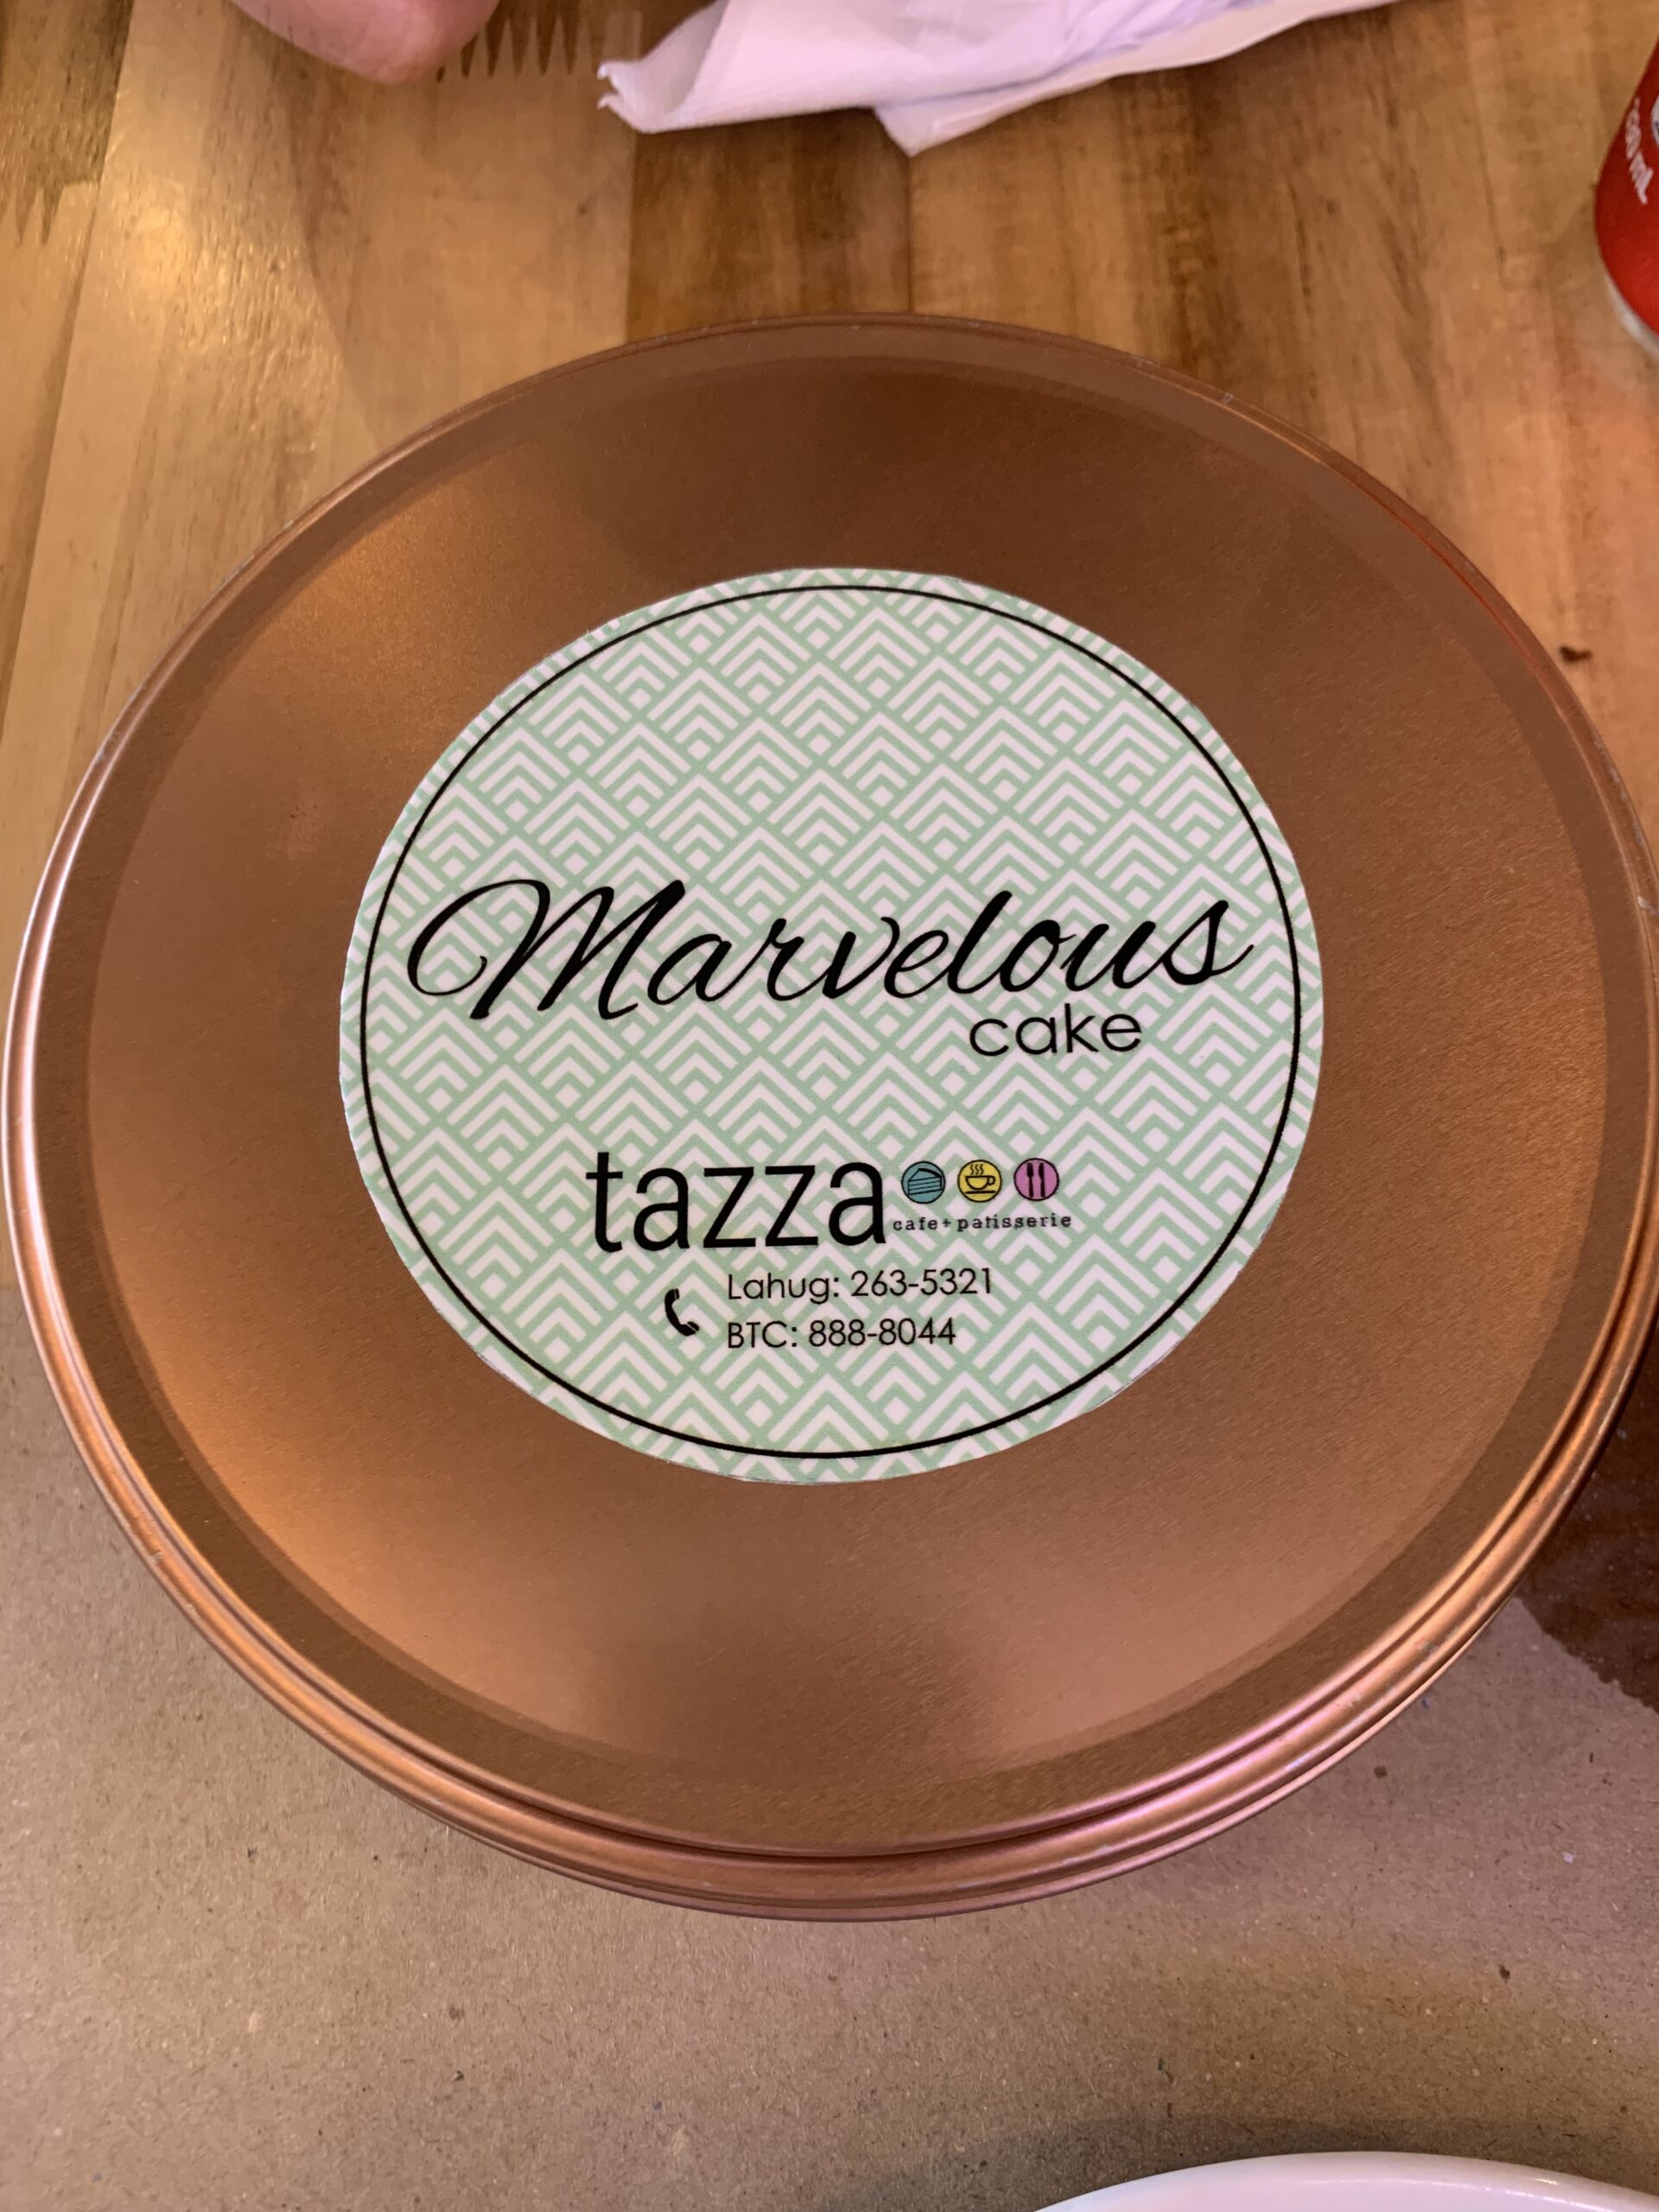 Marvelous
cake
tazza
cafe+patisserie
Lahug: 263-5321
BTC: 888-8044